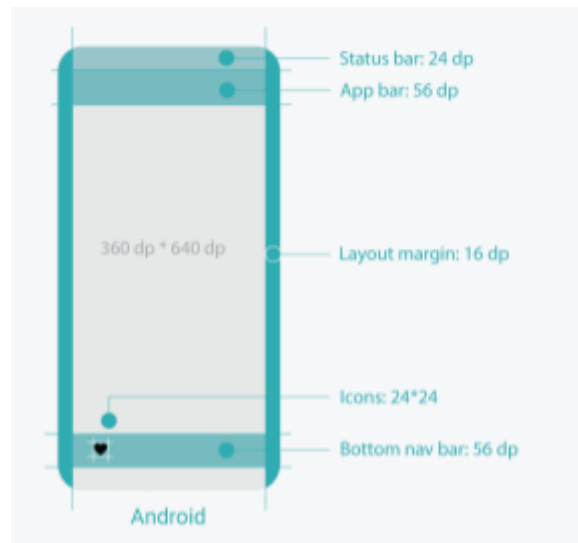 Status bar: 24 dp
App bar: 56 dp
360 dp * 640 dp
Layout margin: 16 dp
Icons: 24*24
Bottom nav bar: 56 dp
Android